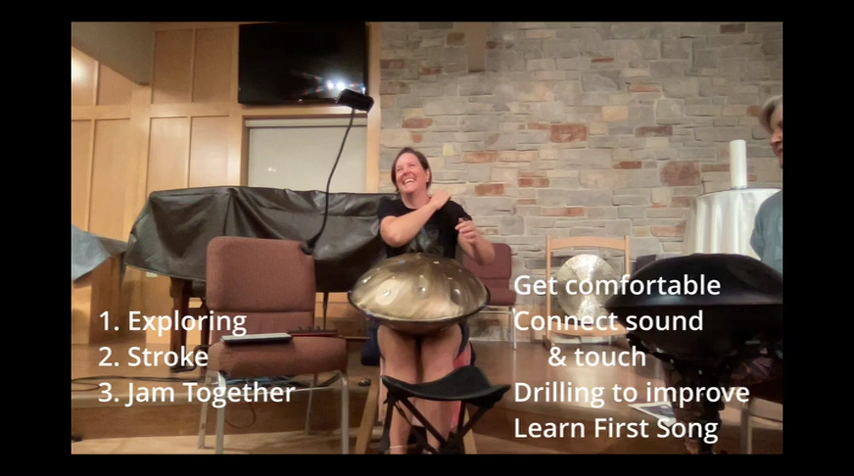 1. Exploring
2. Stroke
3. Jam Together
Get comfortable
Connect sound
& touch
Drilling to improve
Learn First Song